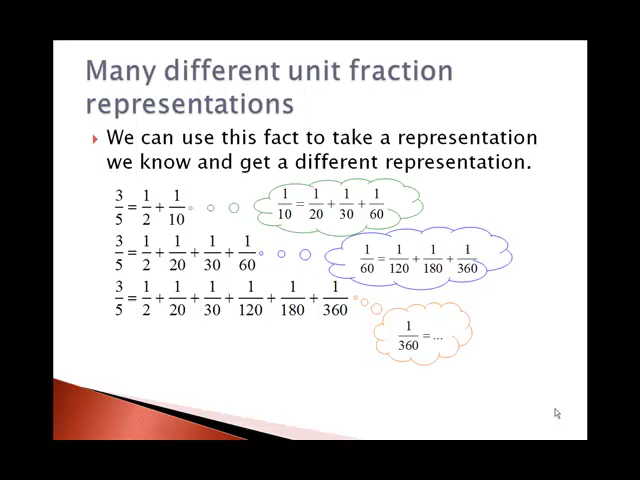 Many different unit fraction
representations
We can use this fact to take a representation
we know and get a different representation.
3/5 = 1/2 + 1/10
1/10 = 1/20 + 1/30 + 1/60
3/5 = 1/2 + 1/20 + 1/30 + 1/60
1/60 = 1/120 + 1/180 + 1/360
3/5 = 1/2 + 1/20 + 1/30 + 1/120 + 1/180 + 1/360
1/360 = ...